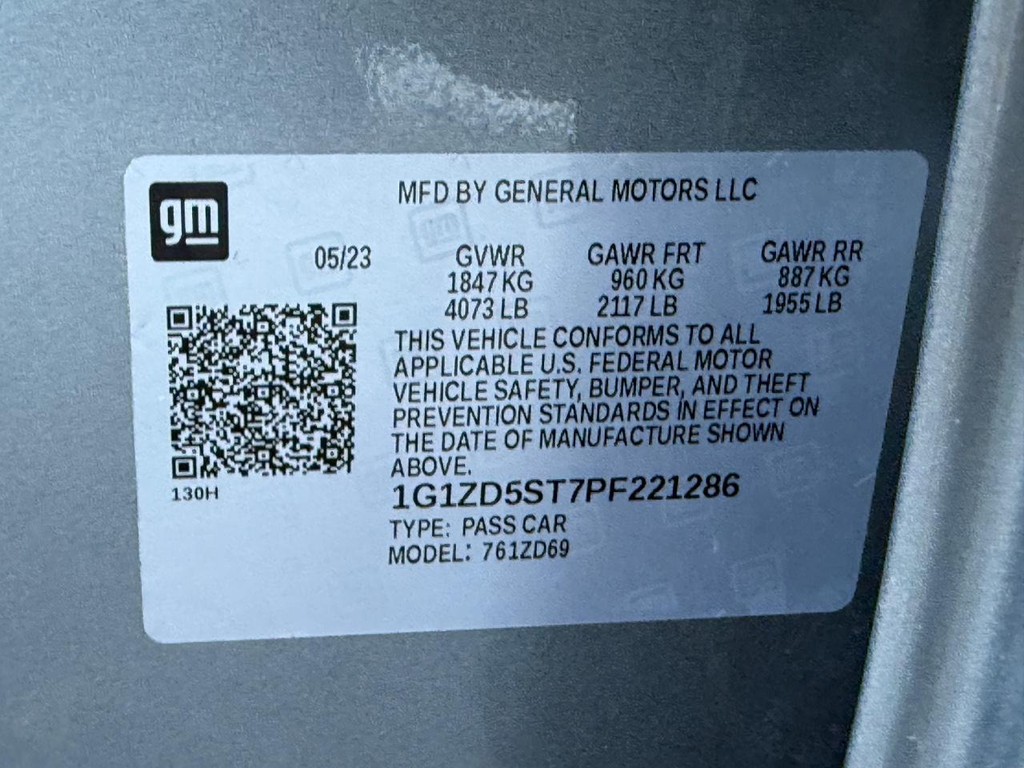 gm
MFD BY GENERAL MOTORS LLC
05/23 GVWR GAWR FRT GAWR RR
1847 KG 960 KG 887 KG
4073 LB 2117 LB 1955 LB
THIS VEHICLE CONFORMS TO ALL
APPLICABLE U.S. FEDERAL MOTOR
VEHICLE SAFETY, BUMPER, AND THEFT
PREVENTION STANDARDS IN EFFECT ON
THE DATE OF MANUFACTURE SHOWN
ABOVE.
130H
1G1ZD5ST7PF221286
TYPE: PASS CAR
MODEL: 761ZD69